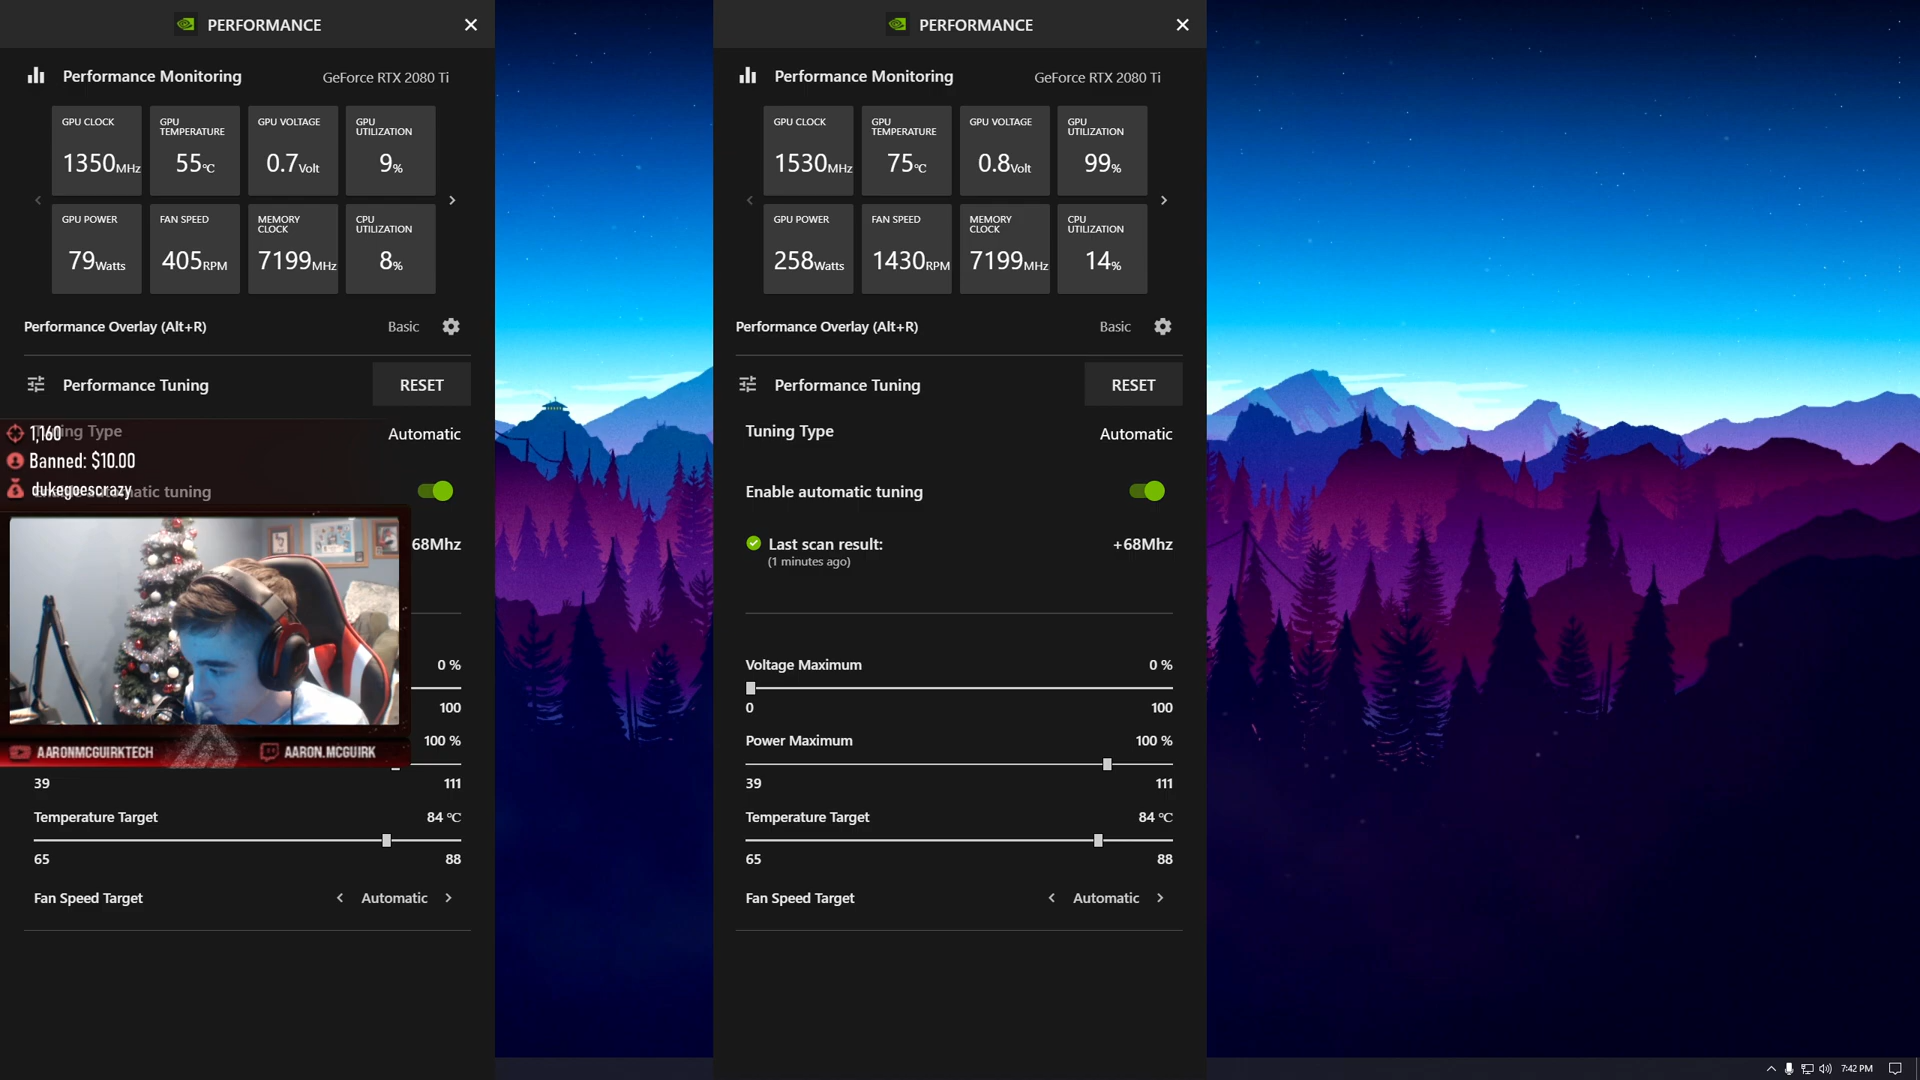 PERFORMANCE
Performance Monitoring
GeForce RTX 2080 Ti
GPU CLOCK
1350MHz
GPU TEMPERATURE
55°C
GPU VOLTAGE
0.7Volt
GPU UTILIZATION
9%
GPU POWER
79Watts
FAN SPEED
405RPM
MEMORY CLOCK
7199MHz
CPU UTILIZATION
8%
Performance Overlay (Alt+R)
Basic
Performance Tuning
RESET
Tuning Type
Automatic
1,160
Banned: $10.00
dukegoescrazy
automatic tuning
68Mhz
0 %
100
100 %
AARONMCGUIRKTECH
AARON.MCGUIRK
39
111
Temperature Target
84 °C
65
88
Fan Speed Target
Automatic
PERFORMANCE
Performance Monitoring
GeForce RTX 2080 Ti
GPU CLOCK
1530MHz
GPU TEMPERATURE
75°C
GPU VOLTAGE
0.8Volt
GPU UTILIZATION
99%
GPU POWER
258Watts
FAN SPEED
1430RPM
MEMORY CLOCK
7199MHz
CPU UTILIZATION
14%
Performance Overlay (Alt+R)
Basic
Performance Tuning
RESET
Tuning Type
Automatic
Enable automatic tuning
Last scan result:
+68Mhz
(1 minutes ago)
Voltage Maximum
0 %
0
100
Power Maximum
100 %
39
111
Temperature Target
84 °C
65
88
Fan Speed Target
Automatic
7:42 PM